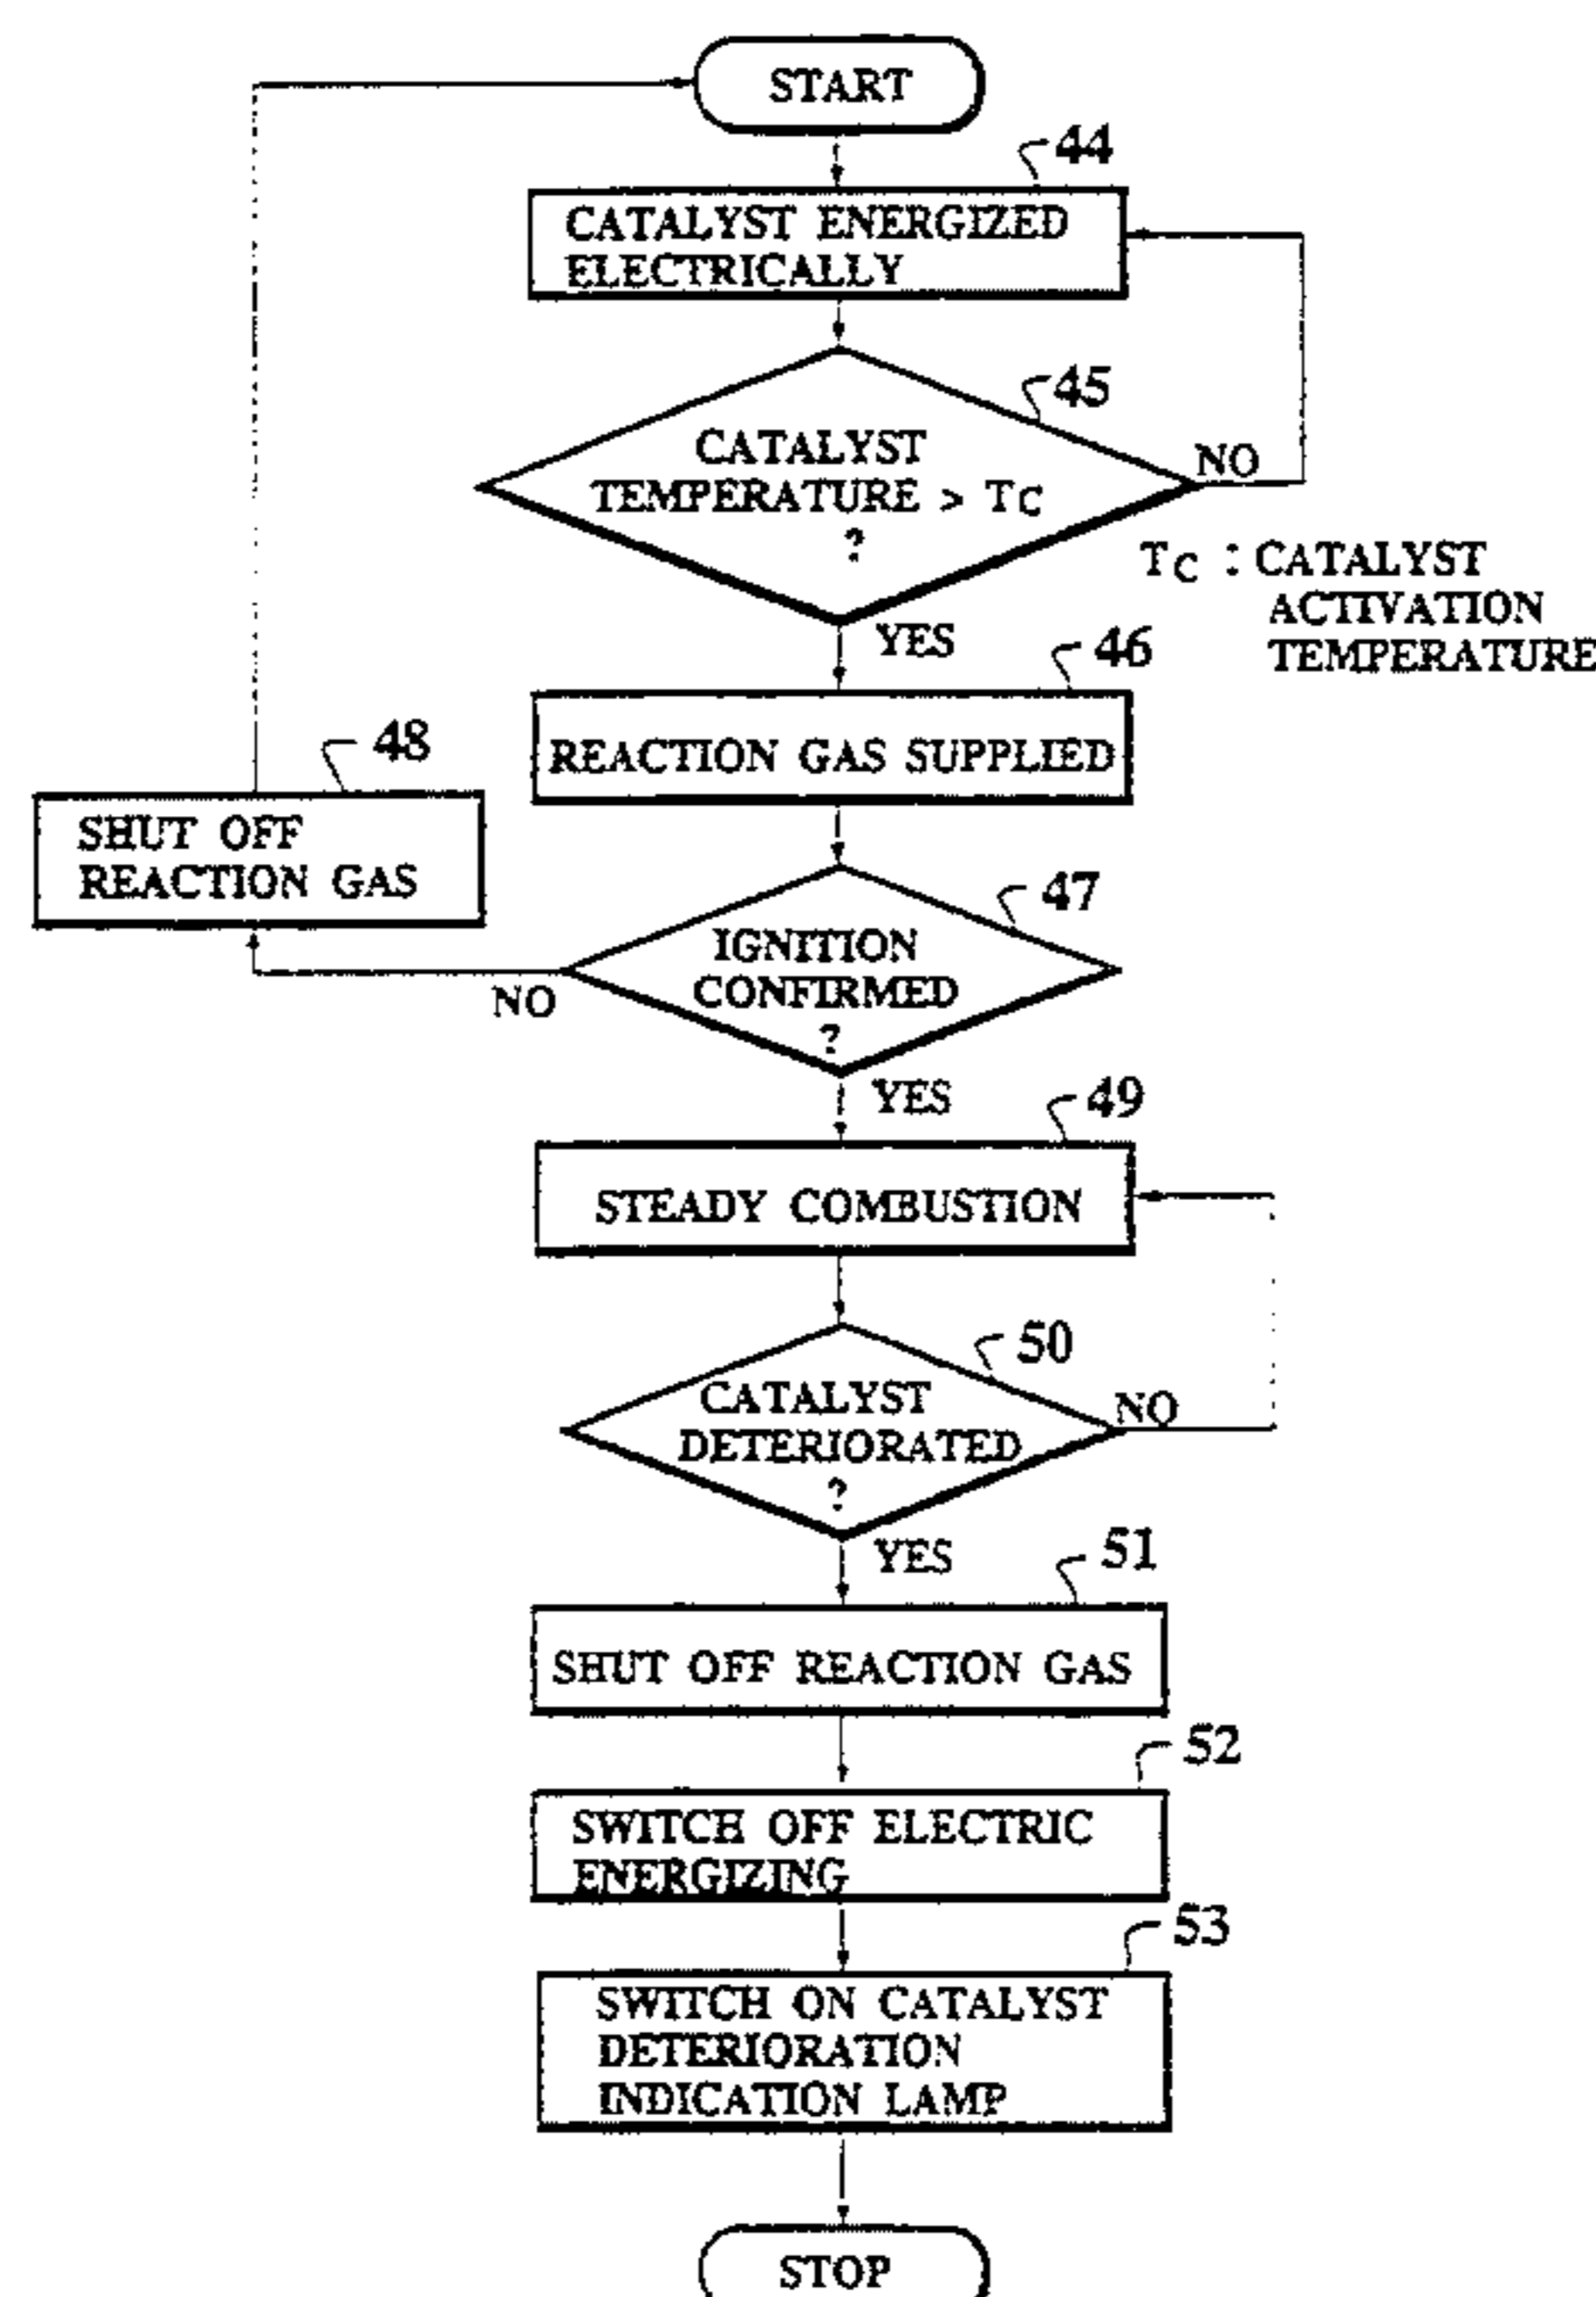 START
44
CATALYST ENERGIZED
ELECTRICALLY
45
CATALYST
TEMPERATURE > TC
?
NO
TC : CATALYST
ACTIVATION
TEMPERATURE
YES
46
REACTION GAS SUPPLIED
48
SHUT OFF
REACTION GAS
47
IGNITION
CONFIRMED
?
NO
YES
49
STEADY COMBUSTION
50
CATALYST
DETERIORATED
?
NO
YES
51
SHUT OFF REACTION GAS
52
SWITCH OFF ELECTRIC
ENERGIZING
53
SWITCH ON CATALYST
DETERIORATION
INDICATION LAMP
STOP